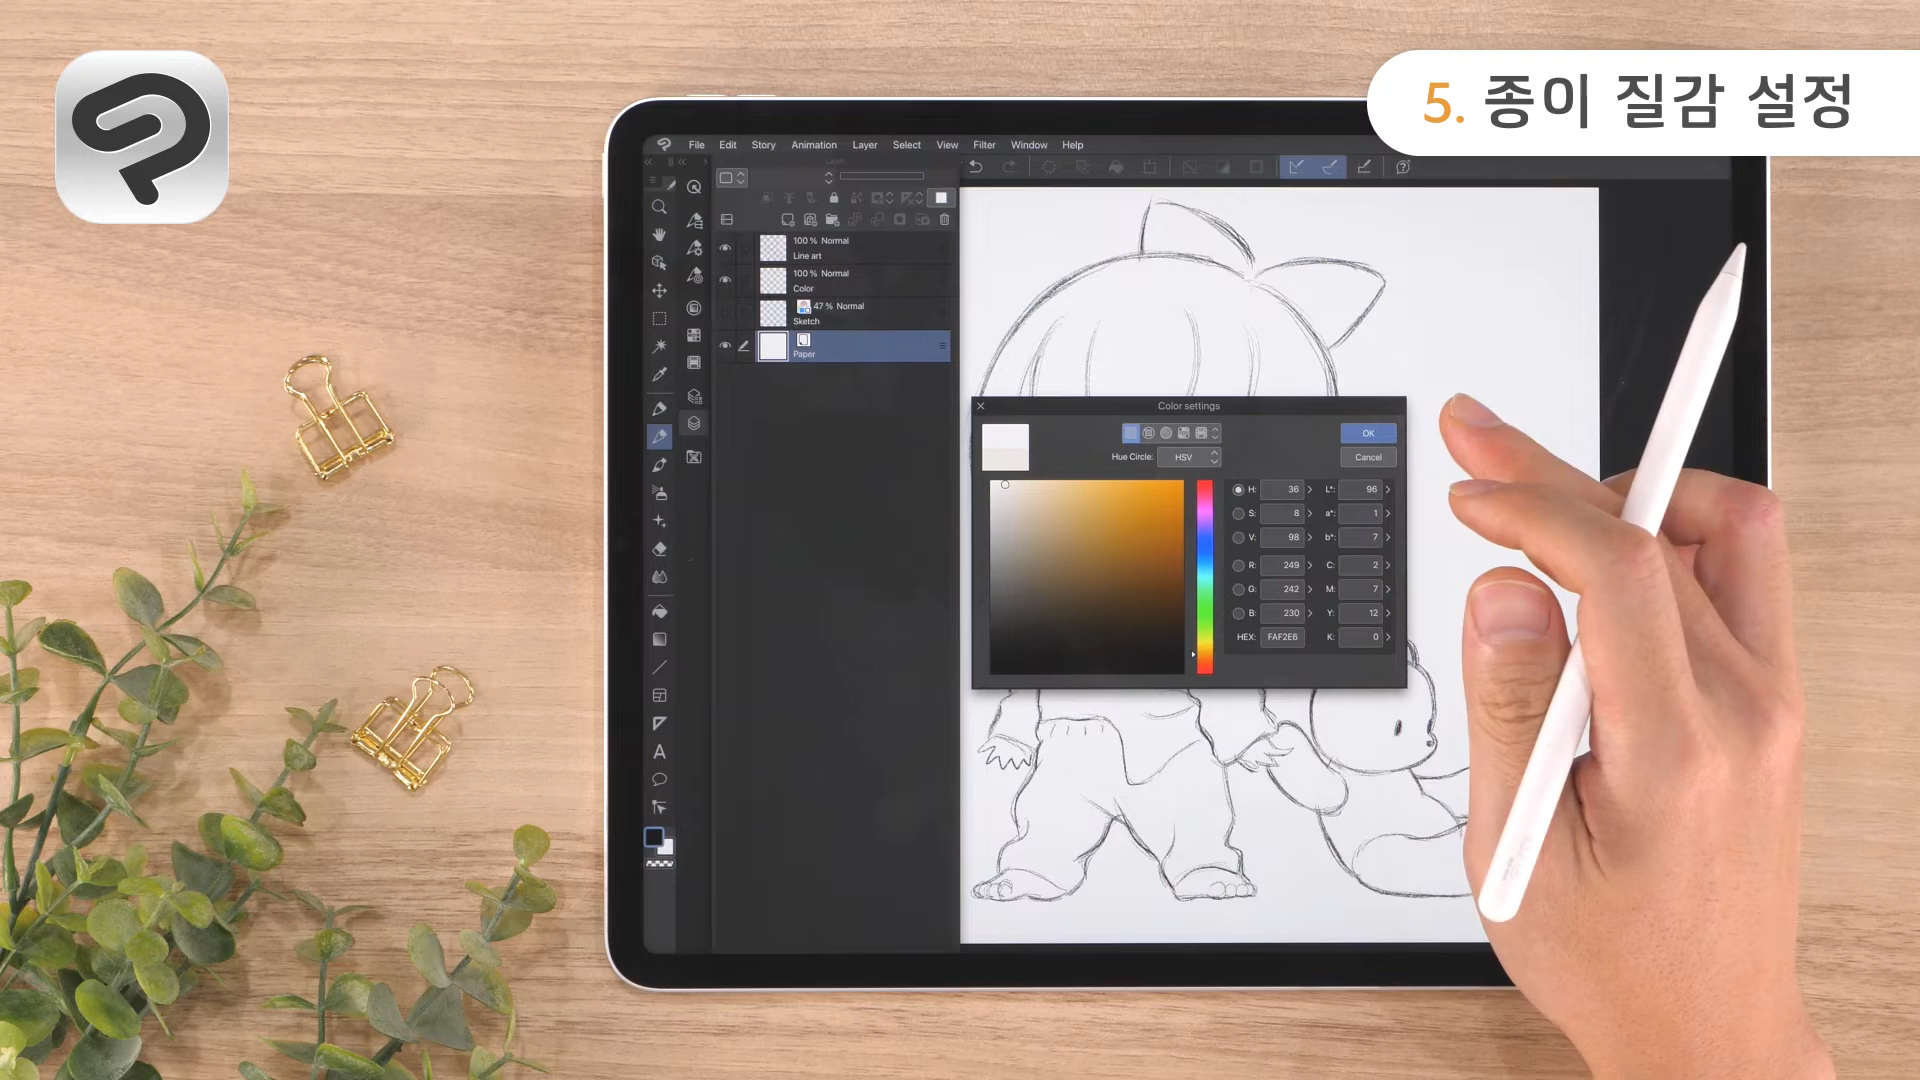 5. 종이 질감 설정
File Edit Story Animation Layer Select View Filter Window Help
Layer
100 % Normal
Line art
100 % Normal
Color
47 % Normal
Sketch
Paper
Color settings
OK
Hue Circle: HSV
Cancel
H: 36 L*: 96
S: 8 a*: 1
V: 98 b*: 7
R: 249 C: 2
G: 242 M: 7
B: 230 Y: 12
HEX: FAF2E6 K: 0